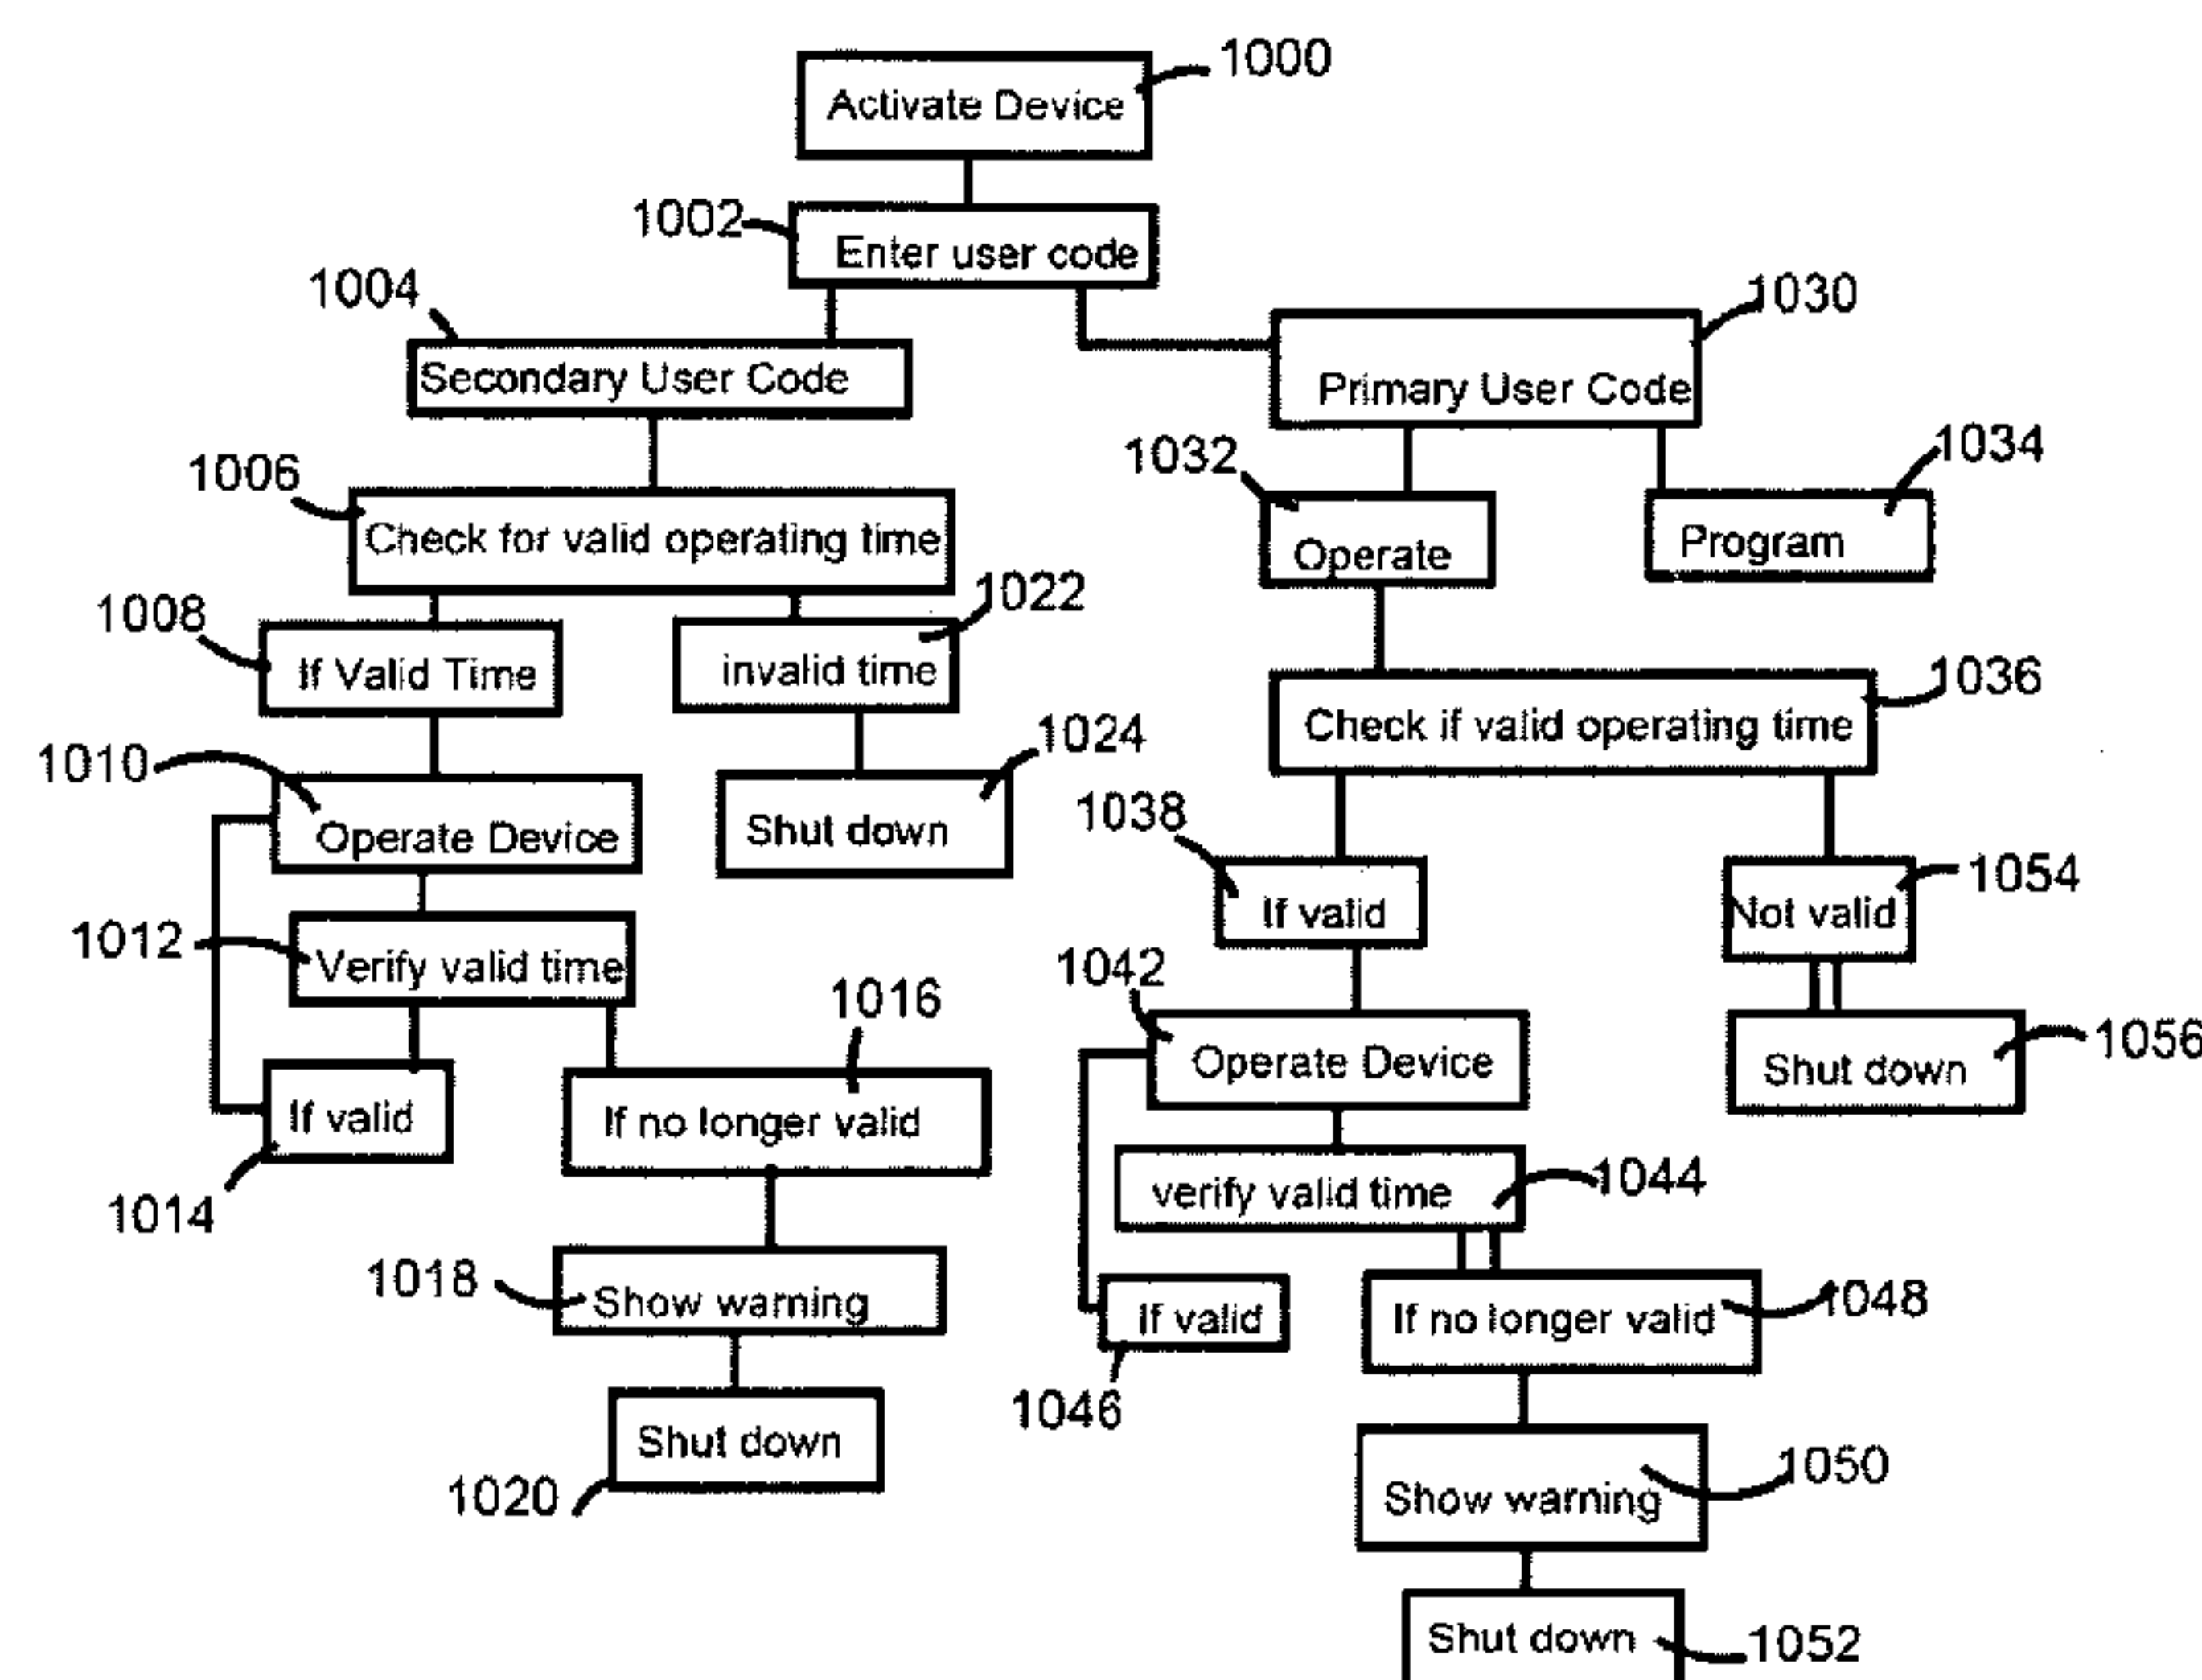 1000
Activate Device
1002
Enter user code
1004
Secondary User Code
1030
Primary User Code
1006
Check for valid operating time
1032
Operate
1034
Program
1008
If Valid Time
1022
invalid time
1036
Check if valid operating time
1010
Operate Device
1024
Shut down
1038
If valid
1054
Not valid
1012
Verify valid time
1042
Operate Device
1056
Shut down
1014
If valid
1016
If no longer valid
1044
verify valid time
1018
Show warning
1046
If valid
1048
If no longer valid
1020
Shut down
1050
Show warning
1052
Shut down